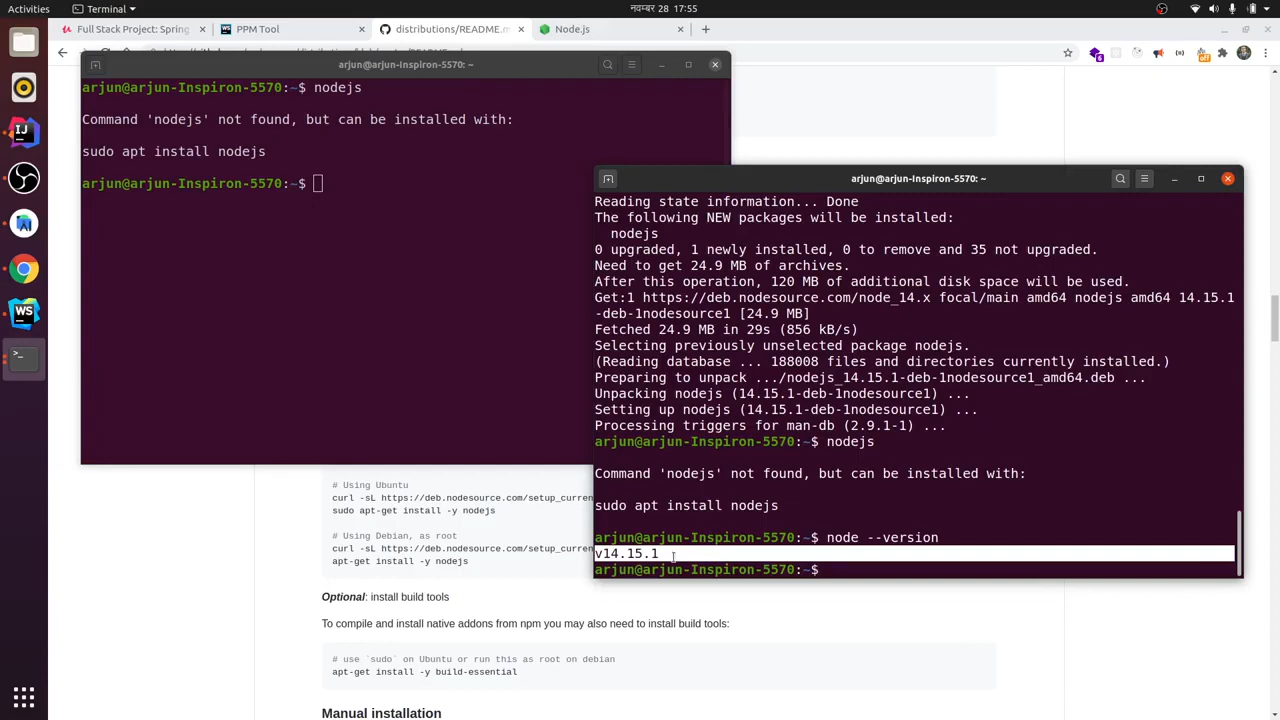 Activities
Terminal
नवम्बर 28 17:55
Full Stack Project: Spring
PPM Tool
distributions/README.m
Node.js
arjun@arjun-Inspiron-5570: ~
arjun@arjun-Inspiron-5570:~$ nodejs
Command 'nodejs' not found, but can be installed with:
sudo apt install nodejs
arjun@arjun-Inspiron-5570:~$
arjun@arjun-Inspiron-5570: ~
Reading state information... Done
The following NEW packages will be installed:
nodejs
0 upgraded, 1 newly installed, 0 to remove and 35 not upgraded.
Need to get 24.9 MB of archives.
After this operation, 120 MB of additional disk space will be used.
Get:1 https://deb.nodesource.com/node_14.x focal/main amd64 nodejs amd64 14.15.1
-deb-1nodesource1 [24.9 MB]
Fetched 24.9 MB in 29s (856 kB/s)
Selecting previously unselected package nodejs.
(Reading database ... 188008 files and directories currently installed.)
Preparing to unpack .../nodejs_14.15.1-deb-1nodesource1_amd64.deb ...
Unpacking nodejs (14.15.1-deb-1nodesource1) ...
Setting up nodejs (14.15.1-deb-1nodesource1) ...
Processing triggers for man-db (2.9.1-1) ...
arjun@arjun-Inspiron-5570:~$ nodejs
Command 'nodejs' not found, but can be installed with:
sudo apt install nodejs
arjun@arjun-Inspiron-5570:~$ node --version
v14.15.1
arjun@arjun-Inspiron-5570:~$
# Using Ubuntu
curl -sL https://deb.nodesource.com/setup_curren
sudo apt-get install -y nodejs
# Using Debian, as root
curl -sL https://deb.nodesource.com/setup_curren
apt-get install -y nodejs
Optional: install build tools
To compile and install native addons from npm you may also need to install build tools:
# use `sudo` on Ubuntu or run this as root on debian
apt-get install -y build-essential
Manual installation